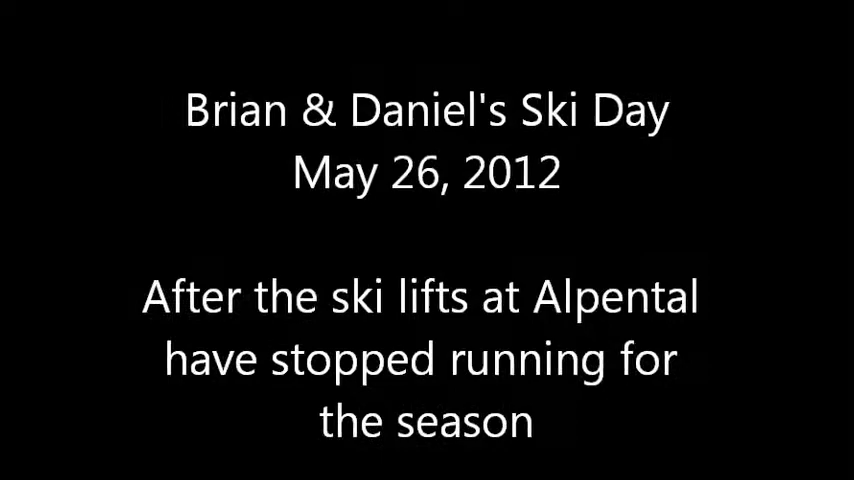 Brian & Daniel's Ski Day
May 26, 2012
After the ski lifts at Alpental
have stopped running for
the season